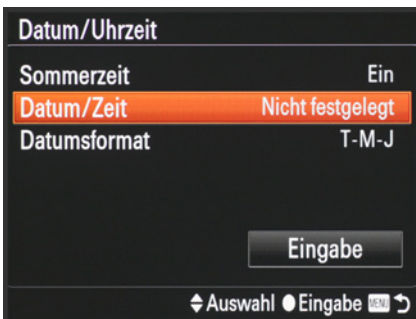 Datum/Uhrzeit
Sommerzeit Ein
Datum/Zeit Nicht festgelegt
Datumsformat T-M-J
Eingabe
Auswahl Eingabe MENU